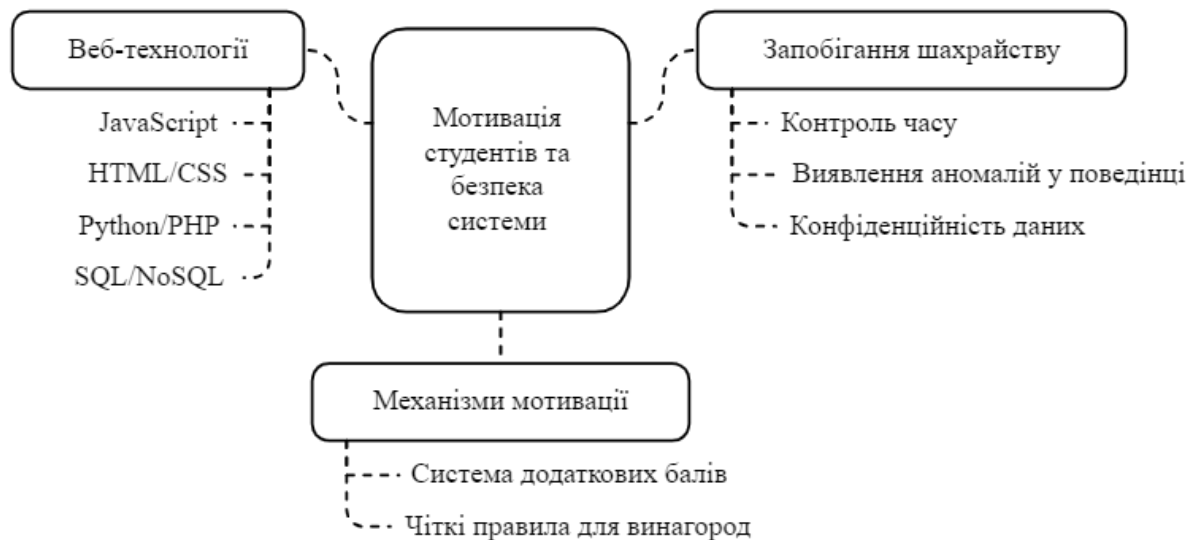 Веб-технології
JavaScript
HTML/CSS
Python/PHP
SQL/NoSQL
Мотивація
студентів та
безпека
системи
Запобігання шахрайству
Контроль часу
Виявлення аномалій у поведінці
Конфіденційність даних
Механізми мотивації
Система додаткових балів
Чіткі правила для винагород